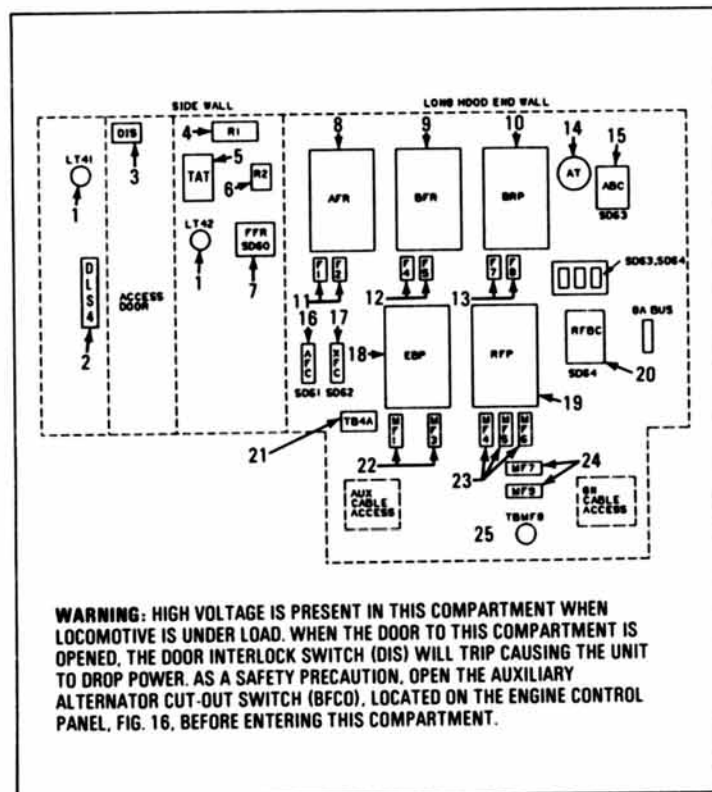 SIDE WALL
LONG HOOD END WALL
DIS
3
4
R1
8
9
10
14
15
LT41
1
5
TAT
6
R2
AFR
BFR
BRP
AT
ABC
SD63
LT42
1
FFR
SD60
7
F1
F2
F4
F5
F7
F8
SD63,SD64
11
12
13
DLS4
2
ACCESS
DOOR
16
17
AFC
SD61
XFC
SD62
18
EBP
RFP
19
RFBC
SD64
20
BA BUS
21
TB4A
MF1
MF3
22
MF4
MF5
MF6
23
MF7
24
MF9
AUX
CABLE
ACCESS
TBMF8
25
CABLE
ACCESS
WARNING: HIGH VOLTAGE IS PRESENT IN THIS COMPARTMENT WHEN
LOCOMOTIVE IS UNDER LOAD. WHEN THE DOOR TO THIS COMPARTMENT IS
OPENED, THE DOOR INTERLOCK SWITCH (DIS) WILL TRIP CAUSING THE UNIT
TO DROP POWER. AS A SAFETY PRECAUTION, OPEN THE AUXILIARY
ALTERNATOR CUT-OUT SWITCH (BFCO), LOCATED ON THE ENGINE CONTROL
PANEL, FIG. 16, BEFORE ENTERING THIS COMPARTMENT.